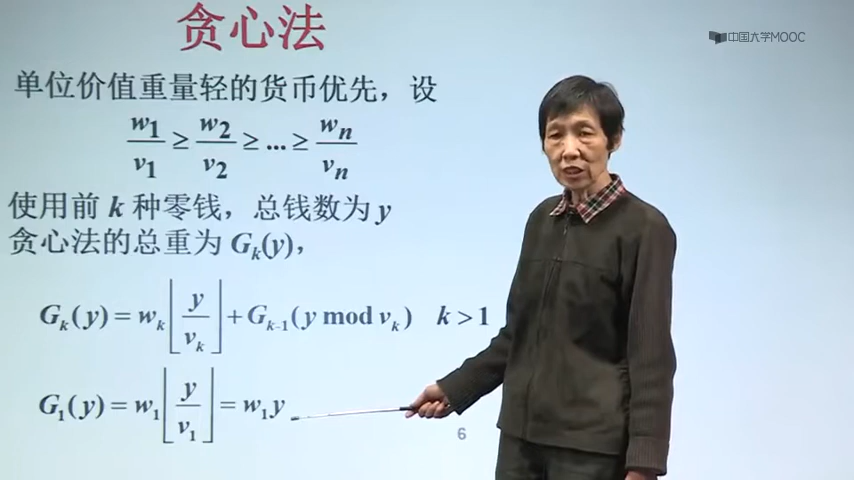 贪心法
中国大学MOOC
单位价值重量轻的货币优先，设
w1/v1 ≥ w2/v2 ≥ ... ≥ wn/vn
使用前 k 种零钱，总钱数为 y
贪心法的总重为 Gk(y)，
Gk(y) = wk⌊y/vk⌋ + Gk-1(y mod vk) k > 1
G1(y) = w1⌊y/v1⌋ = w1y
6